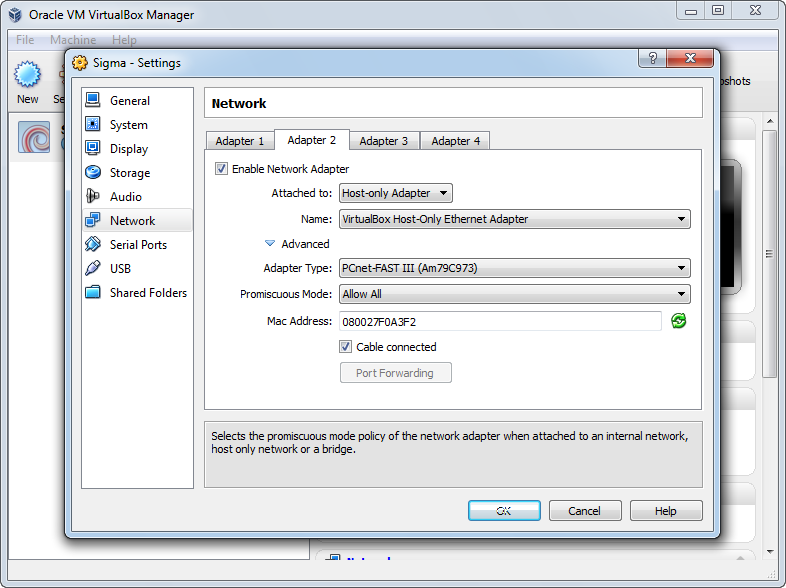 Oracle VM VirtualBox Manager
File Machine Help
Sigma - Settings
New
General
System
Display
Storage
Audio
Network
Serial Ports
USB
Shared Folders
Network
Adapter 1 Adapter 2 Adapter 3 Adapter 4
Enable Network Adapter
Attached to: Host-only Adapter
Name: VirtualBox Host-Only Ethernet Adapter
Advanced
Adapter Type: PCnet-FAST III (Am79C973)
Promiscuous Mode: Allow All
Mac Address: 080027F0A3F2
Cable connected
Port Forwarding
Selects the promiscuous mode policy of the network adapter when attached to an internal network,
host only network or a bridge.
OK Cancel Help